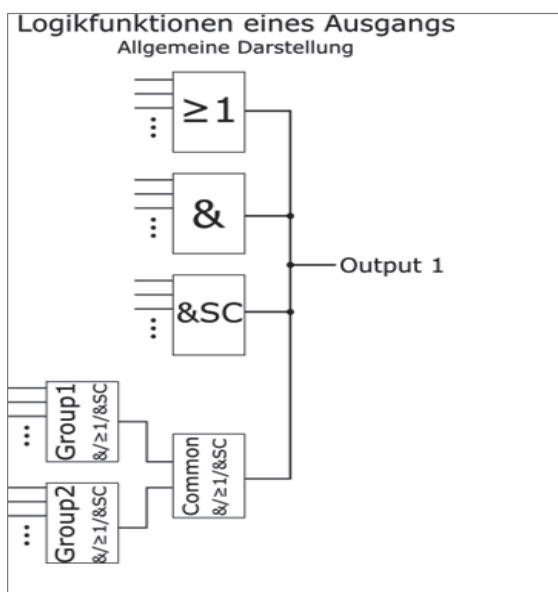 Logikfunktionen eines Ausgangs
Allgemeine Darstellung
≥1
&
Output 1
&SC
Group1
&/≥1/&SC
Common
&/≥1/&SC
Group2
&/≥1/&SC